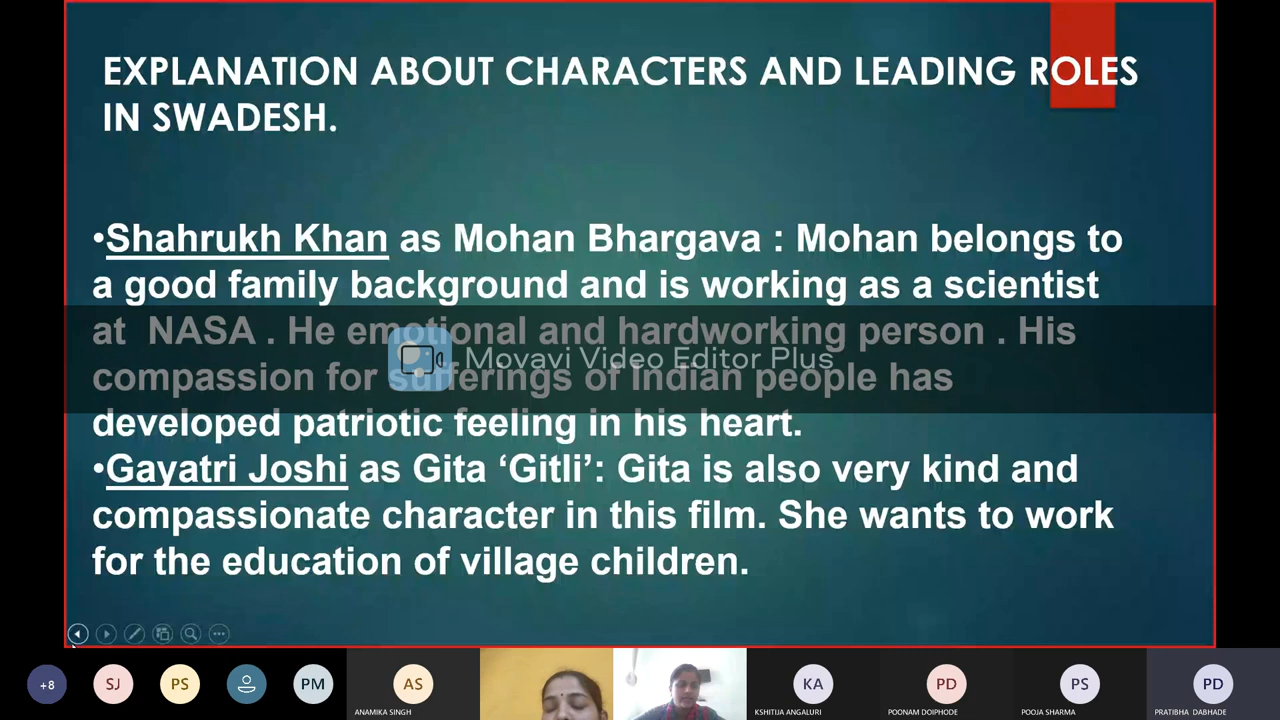 EXPLANATION ABOUT CHARACTERS AND LEADING ROLES
IN SWADESH.
•Shahrukh Khan as Mohan Bhargava : Mohan belongs to
a good family background and is working as a scientist
at NASA . He emotional and hardworking person . His
compassion for sufferings of Indian people has
developed patriotic feeling in his heart.
•Gayatri Joshi as Gita ‘Gitli’: Gita is also very kind and
compassionate character in this film. She wants to work
for the education of village children.
Movavi Video Editor Plus
+8
SJ
PS
PM
AS
ANAMIKA SINGH
KA
KSHITIJA ANGALURI
PD
POONAM DOIPHODE
PS
POOJA SHARMA
PD
PRATIBHA DABHADE